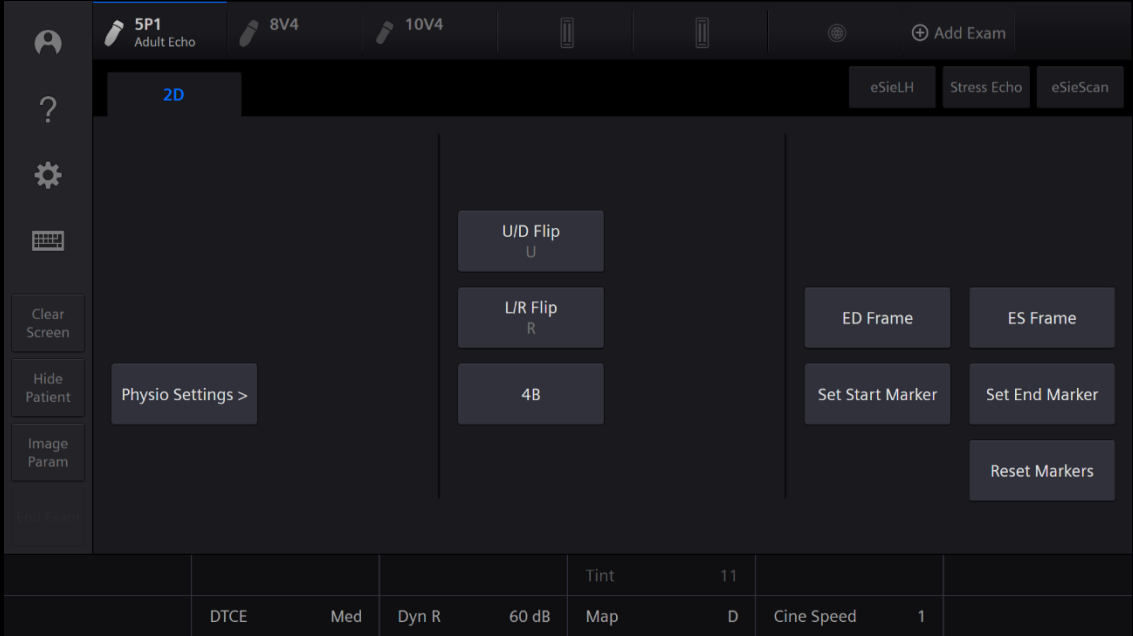 5P1
Adult Echo
8V4
10V4
Add Exam
2D
eSieLH
Stress Echo
eSieScan
?
U/D Flip
U
L/R Flip
R
4B
Physio Settings >
ED Frame
ES Frame
Set Start Marker
Set End Marker
Reset Markers
Clear
Screen
Hide
Patient
Image
Param
Tint 11
DTCE Med
Dyn R 60 dB
Map D
Cine Speed 1